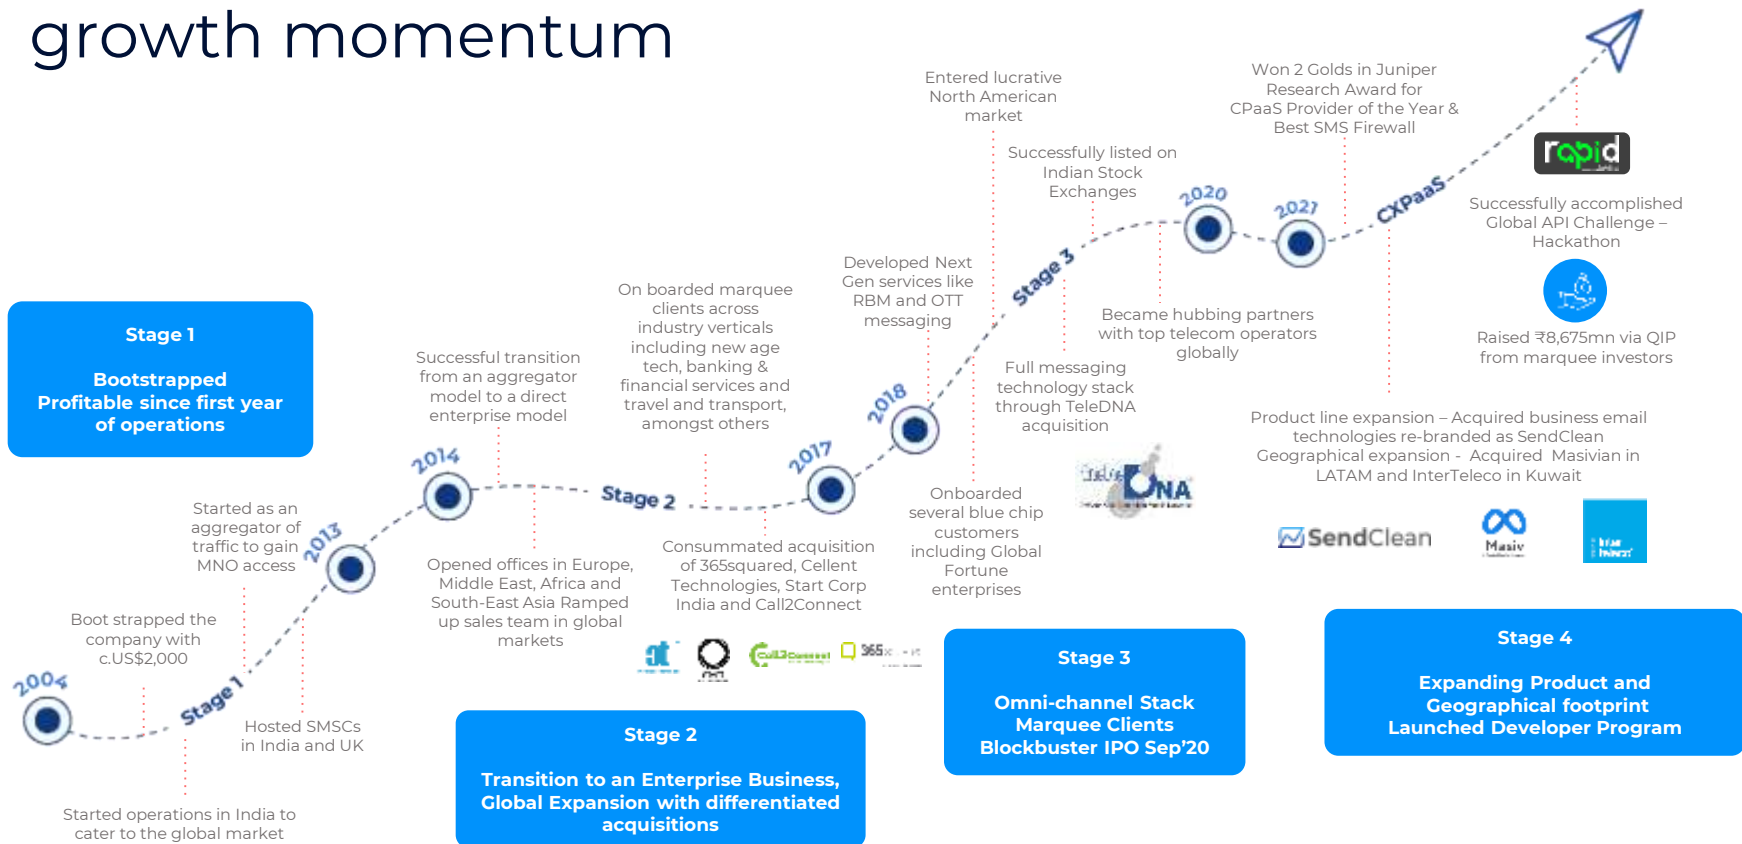 growth momentum
Stage 1
Bootstrapped
Profitable since first year
of operations
2004
Boot strapped the
company with
c.US$2,000
Stage 1
Started operations in India to
cater to the global market
Started as an
aggregator of
traffic to gain
MNO access
Hosted SMSCs
in India and UK
2013
2014
Successful transition
from an aggregator
model to a direct
enterprise model
Opened offices in Europe,
Middle East, Africa and
South-East Asia Ramped
up sales team in global
markets
Stage 2
On boarded marquee
clients across
industry verticals
including new age
tech, banking &
financial services and
travel and transport,
amongst others
Consummated acquisition
of 365squared, Cellent
Technologies, Start Corp
India and Call2Connect
Call2Connect
365
Stage 2
Transition to an Enterprise Business,
Global Expansion with differentiated
acquisitions
2017
2018
Developed Next
Gen services like
RBM and OTT
messaging
Entered lucrative
North American
market
Onboarded
several blue chip
customers
including Global
Fortune
enterprises
Stage 3
Successfully listed on
Indian Stock
Exchanges
Full messaging
technology stack
through TeleDNA
acquisition
DNA
Became hubbing partners
with top telecom operators
globally
Stage 3
Omni-channel Stack
Marquee Clients
Blockbuster IPO Sep'20
2020
2021
Won 2 Golds in Juniper
Research Award for
CPaaS Provider of the Year &
Best SMS Firewall
CXPaaS
rapid
Successfully accomplished
Global API Challenge –
Hackathon
Raised ₹8,675mn via QIP
from marquee investors
Product line expansion – Acquired business email
technologies re-branded as SendClean
Geographical expansion - Acquired Masivian in
LATAM and InterTeleco in Kuwait
SendClean
Masiv
Stage 4
Expanding Product and
Geographical footprint
Launched Developer Program